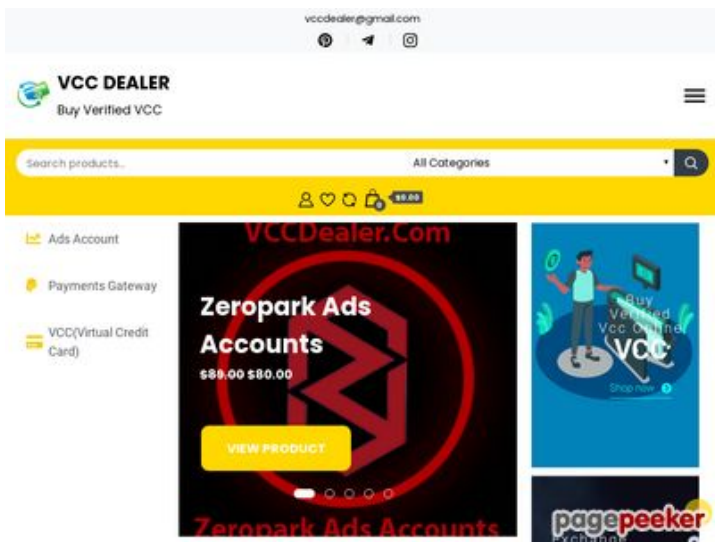 vccdealer@gmail.com
VCC DEALER
Buy Verified VCC
Search products..
All Categories
0
$0.00
Ads Account
Payments Gateway
VCC(Virtual Credit
Card)
VCCDealer.Com
Zeropark Ads
Accounts
$89.00 $80.00
VIEW PRODUCT
Zeropark Ads Accounts
Buy
Verified
Vcc Online
VCC
Shop now
pagepeeker
Exchange